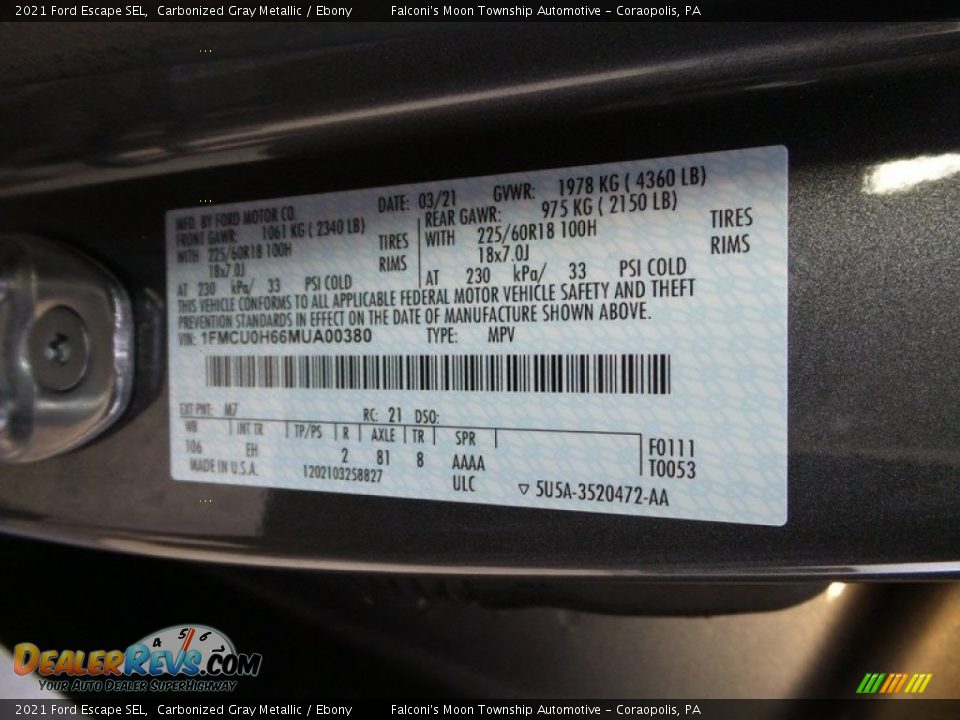 2021 Ford Escape SEL, Carbonized Gray Metallic / Ebony Falconi's Moon Township Automotive - Coraopolis, PA
MFD. BY FORD MOTOR CO. DATE: 03/21 GVWR: 1978 KG ( 4360 LB)
FRONT GAWR: 1061 KG ( 2340 LB) REAR GAWR: 975 KG ( 2150 LB)
WITH 225/60R18 100H TIRES WITH 225/60R18 100H TIRES
18x7.0J RIMS 18x7.0J RIMS
AT 230 kPa/ 33 PSI COLD AT 230 kPa/ 33 PSI COLD
THIS VEHICLE CONFORMS TO ALL APPLICABLE FEDERAL MOTOR VEHICLE SAFETY AND THEFT
PREVENTION STANDARDS IN EFFECT ON THE DATE OF MANUFACTURE SHOWN ABOVE.
VIN: 1FMCU0H66MUA00380 TYPE: MPV
EXT PNT: M7 RC: 21 DSO:
WB INT TR TP/PS R AXLE TR SPR F0111
106 EH 2 81 8 AAAA T0053
MADE IN U.S.A. 1202103258827 ULC ▽ 5U5A-3520472-AA
4 5 6
DEALERREVS.COM
YOUR AUTO DEALER SUPERHIGHWAY
2021 Ford Escape SEL, Carbonized Gray Metallic / Ebony Falconi's Moon Township Automotive - Coraopolis, PA